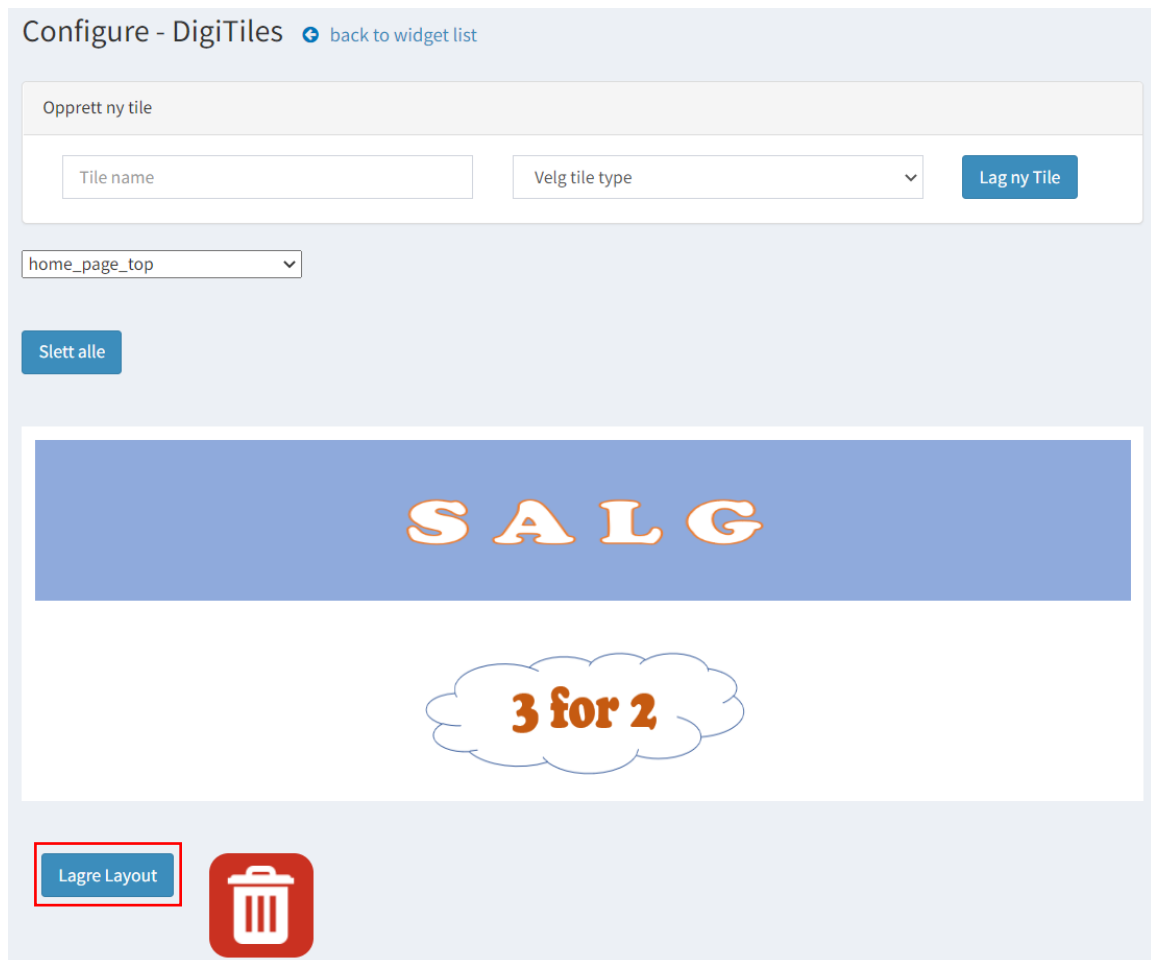 Configure - DigiTiles back to widget list
Opprett ny tile
Tile name Velg tile type Lag ny Tile
home_page_top
Slett alle
S A L G
3 for 2
Lagre Layout